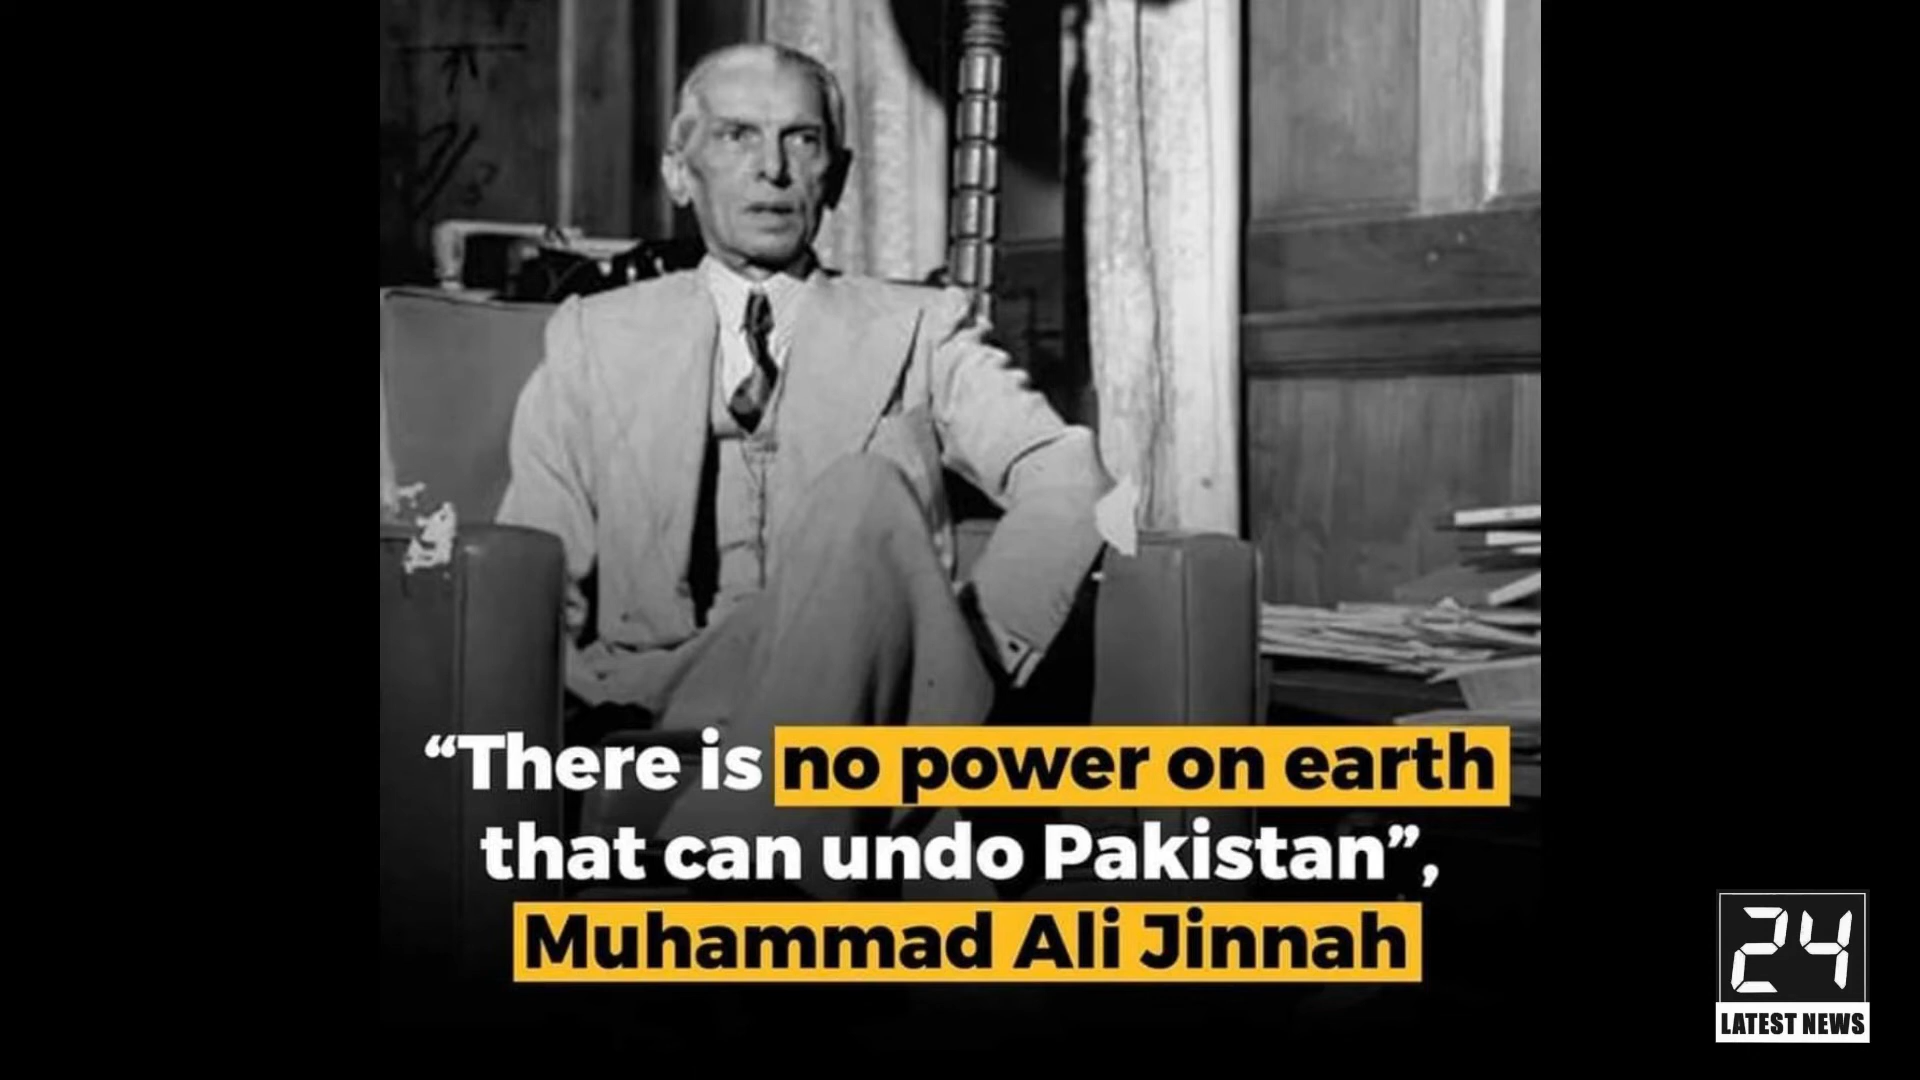 “There is no power on earth
that can undo Pakistan”,
Muhammad Ali Jinnah
24
LATEST NEWS